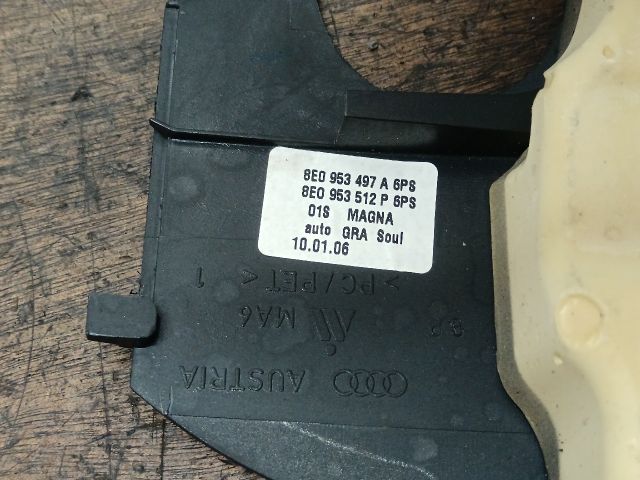 8E0 953 497 A 6PS
8E0 953 512 P 6PS
01S MAGNA
auto GRA Soul
10.01.06
>PC/PET< 1
MA6
AUSTRIA